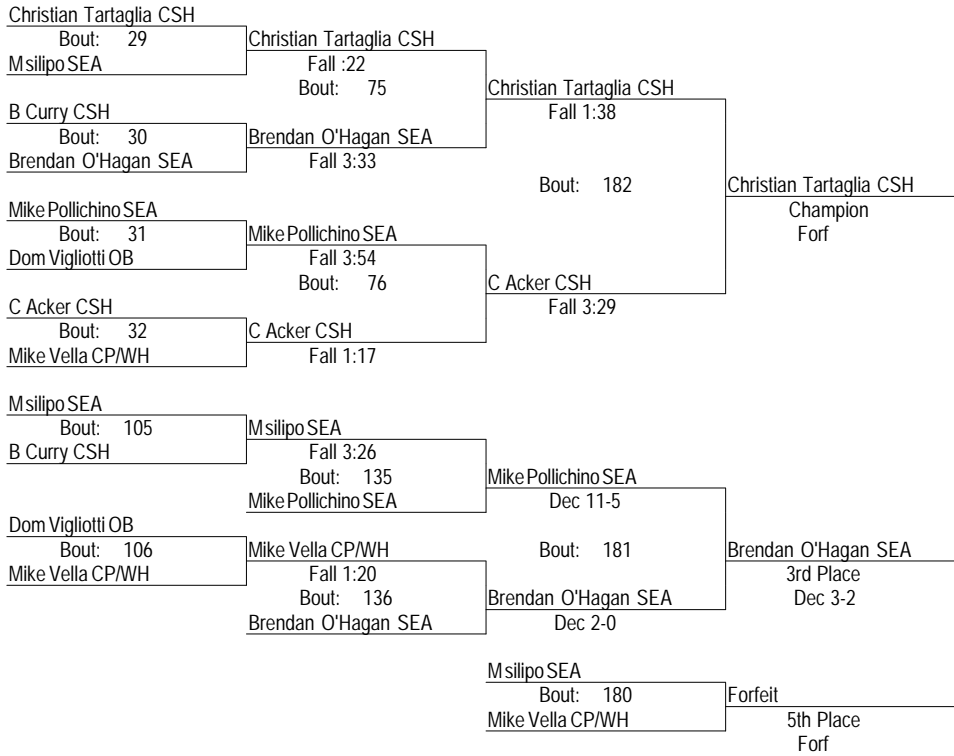 Christian Tartaglia CSH
Bout: 29
Christian Tartaglia CSH
Msilipo SEA
Fall :22
Bout: 75
Christian Tartaglia CSH
B Curry CSH
Fall 1:38
Bout: 30
Brendan O'Hagan SEA
Brendan O'Hagan SEA
Fall 3:33
Bout: 182
Christian Tartaglia CSH
Mike Pollichino SEA
Champion
Bout: 31
Mike Pollichino SEA
Forf
Dom Vigliotti OB
Fall 3:54
Bout: 76
C Acker CSH
C Acker CSH
Fall 3:29
Bout: 32
C Acker CSH
Mike Vella CP/WH
Fall 1:17
Msilipo SEA
Bout: 105
Msilipo SEA
B Curry CSH
Fall 3:26
Bout: 135
Mike Pollichino SEA
Mike Pollichino SEA
Dec 11-5
Dom Vigliotti OB
Bout: 106
Mike Vella CP/WH
Bout: 181
Brendan O'Hagan SEA
Mike Vella CP/WH
Fall 1:20
3rd Place
Bout: 136
Brendan O'Hagan SEA
Dec 3-2
Brendan O'Hagan SEA
Dec 2-0
Msilipo SEA
Bout: 180
Forfeit
Mike Vella CP/WH
5th Place
Forf